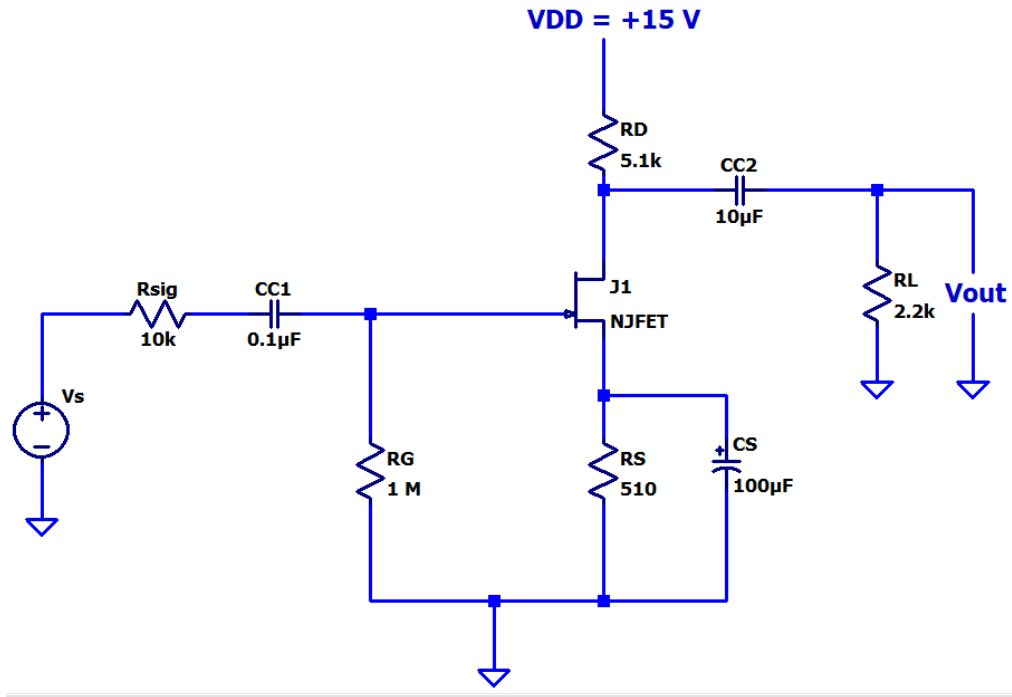 VDD = +15 V
RD
5.1k
CC2
10µF
Rsig
10k
CC1
0.1µF
J1
NJFET
RL
2.2k
Vout
Vs
RG
1 M
RS
510
CS
100µF